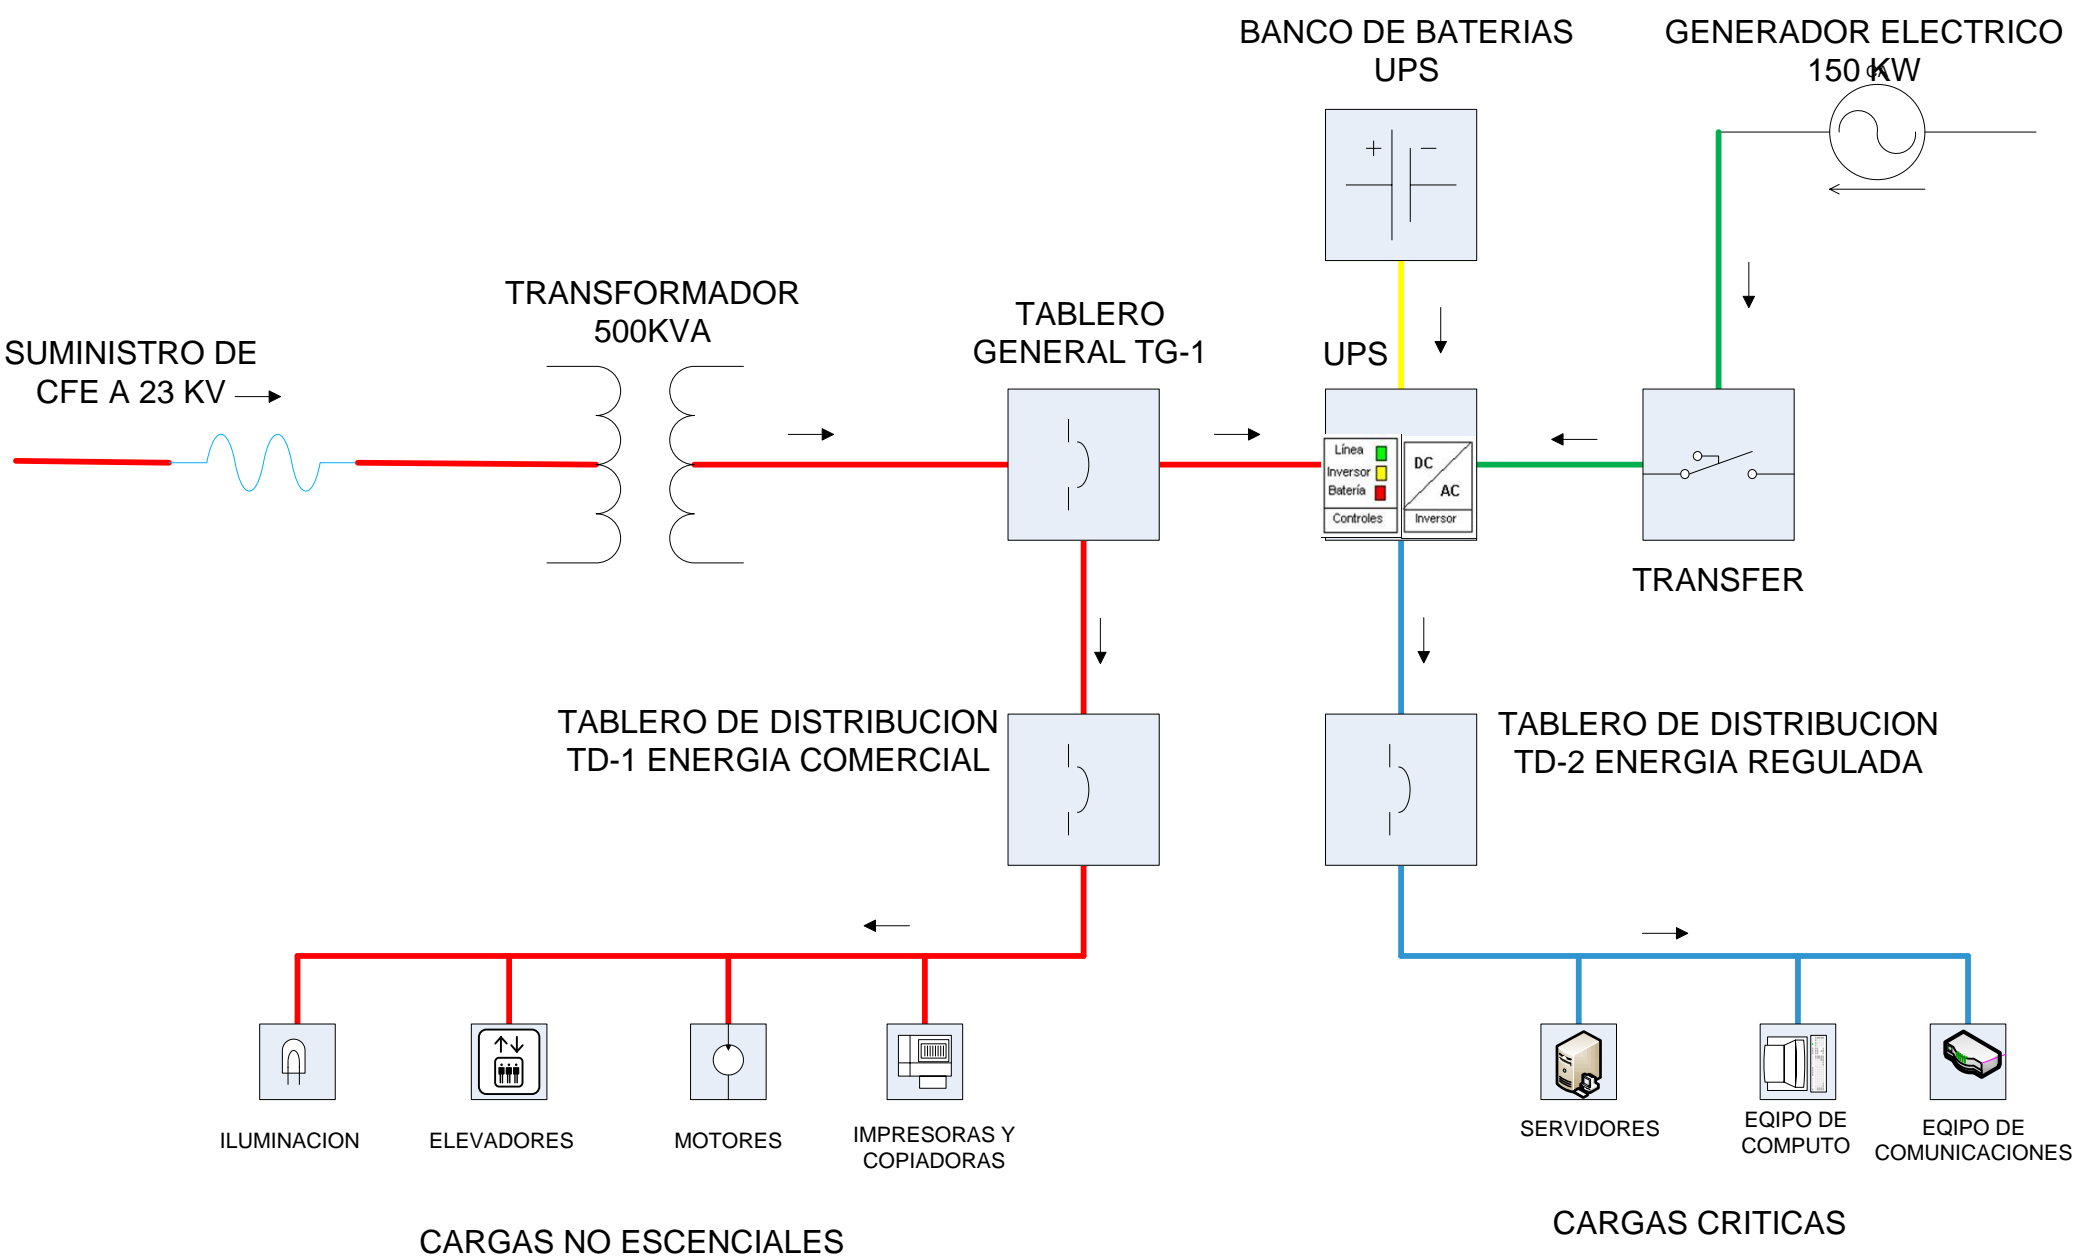 BANCO DE BATERIAS
UPS
GENERADOR ELECTRICO
150 KW
TRANSFORMADOR
500KVA
TABLERO
GENERAL TG-1
SUMINISTRO DE
CFE A 23 KV
UPS
Línea
Inversor
Batería
Controles
DC
AC
Inversor
TRANSFER
TABLERO DE DISTRIBUCION
TD-1 ENERGIA COMERCIAL
TABLERO DE DISTRIBUCION
TD-2 ENERGIA REGULADA
ILUMINACION
ELEVADORES
MOTORES
IMPRESORAS Y
COPIADORAS
SERVIDORES
EQIPO DE
COMPUTO
EQIPO DE
COMUNICACIONES
CARGAS NO ESCENCIALES
CARGAS CRITICAS